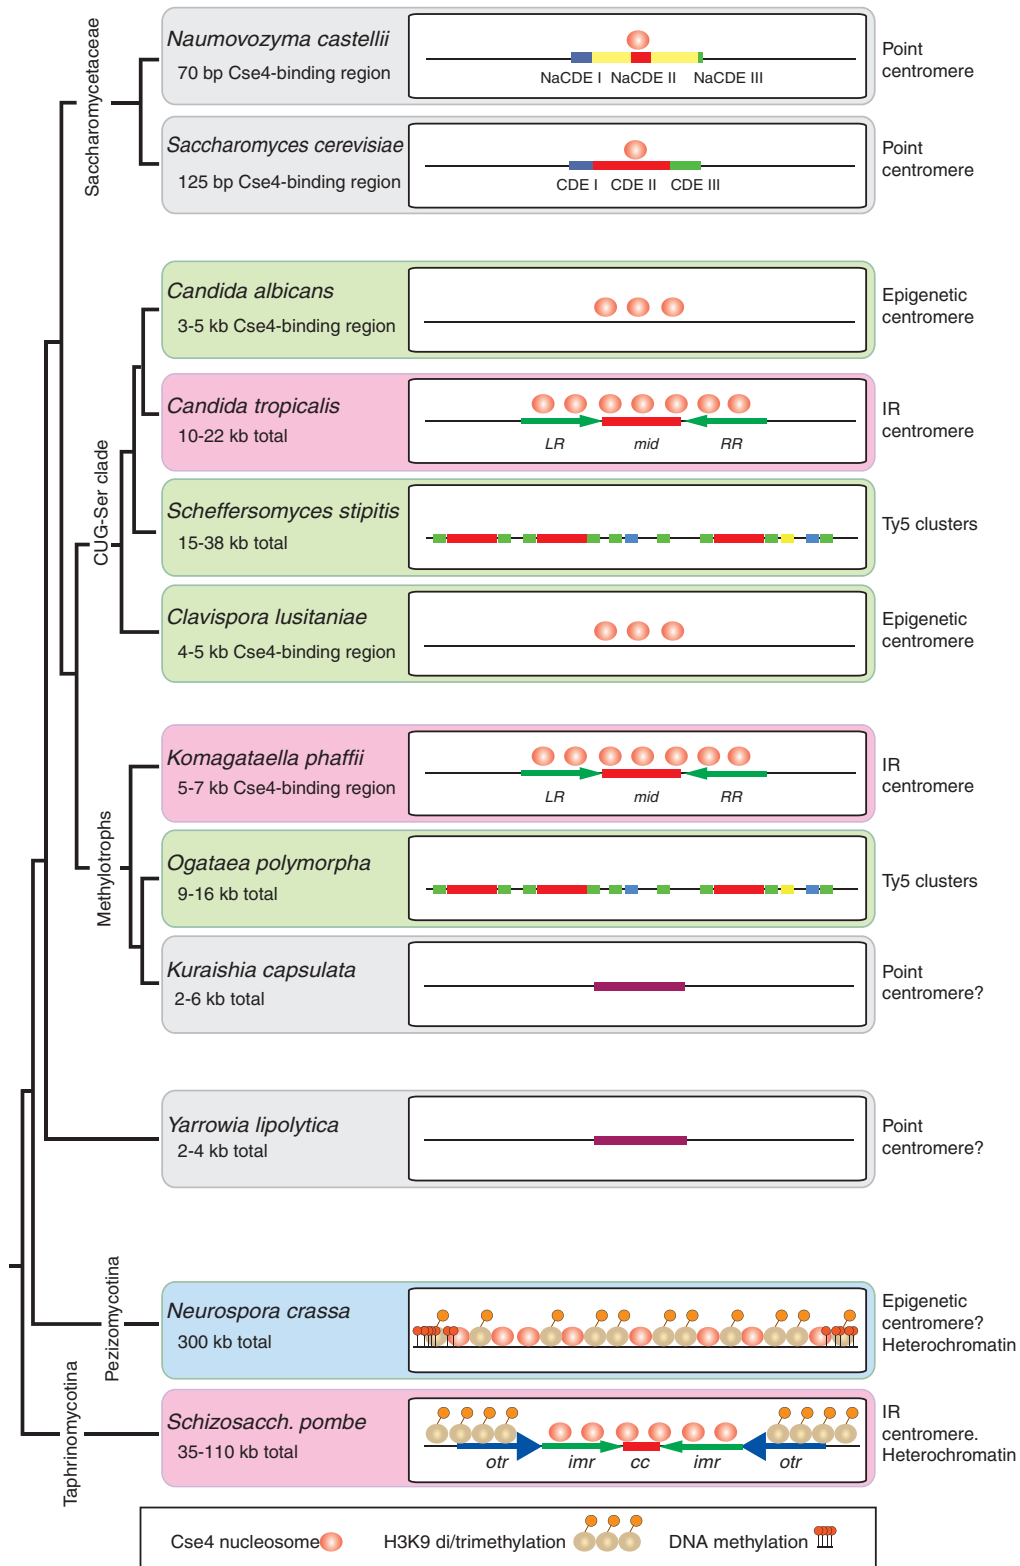 Saccharomycetaceae
Naumovozyma castellii
70 bp Cse4-binding region
NaCDE I NaCDE II NaCDE III
Point
centromere
Saccharomyces cerevisiae
125 bp Cse4-binding region
CDE I CDE II CDE III
Point
centromere
CUG-Ser clade
Candida albicans
3-5 kb Cse4-binding region
Epigenetic
centromere
Candida tropicalis
10-22 kb total
LR mid RR
IR
centromere
Scheffersomyces stipitis
15-38 kb total
Ty5 clusters
Clavispora lusitaniae
4-5 kb Cse4-binding region
Epigenetic
centromere
Methylotrophs
Komagataella phaffii
5-7 kb Cse4-binding region
LR mid RR
IR
centromere
Ogataea polymorpha
9-16 kb total
Ty5 clusters
Kuraishia capsulata
2-6 kb total
Point
centromere?
Yarrowia lipolytica
2-4 kb total
Point
centromere?
Pezizomycotina
Neurospora crassa
300 kb total
Epigenetic
centromere?
Heterochromatin
Taphrinomycotina
Schizosacch. pombe
35-110 kb total
otr imr cc imr otr
IR
centromere.
Heterochromatin
Cse4 nucleosome H3K9 di/trimethylation DNA methylation